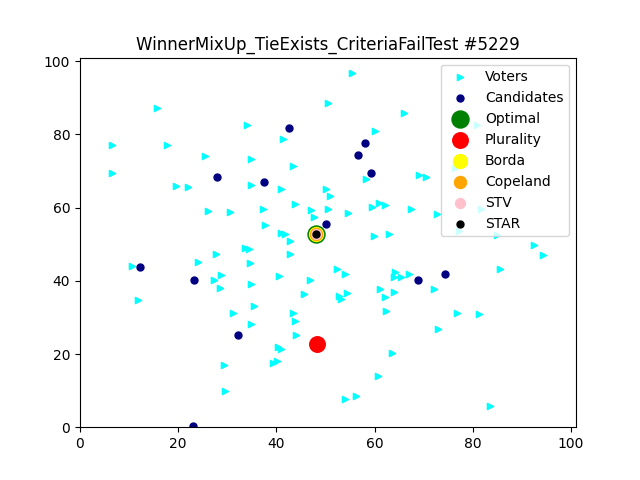 WinnerMixUp_TieExists_CriteriaFailTest #5229
100
80
60
40
20
0
0
20
40
60
80
100
Voters
Candidates
Optimal
Plurality
Borda
Copeland
STV
STAR